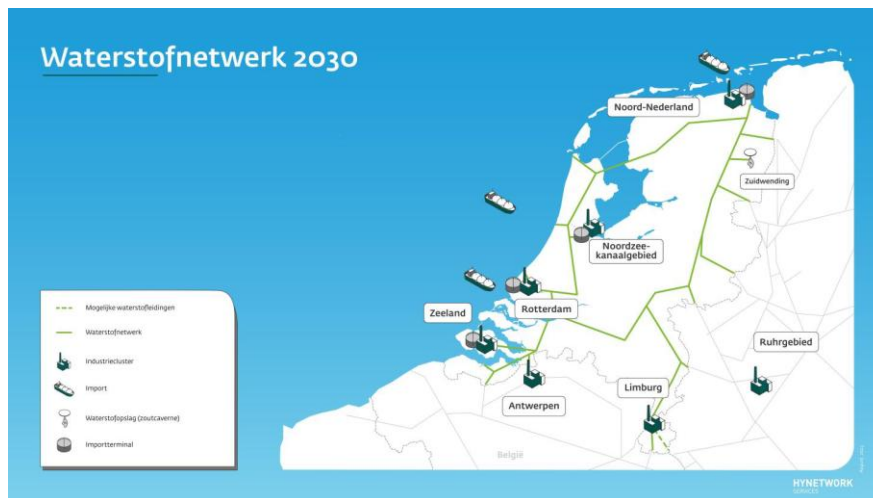 Waterstofnetwerk 2030
Noord-Nederland
Zuidwending
Noordzee-
kanaalgebied
Rotterdam
Zeeland
Ruhrgebied
Limburg
Antwerpen
België
Mogelijke waterstofleidingen
Waterstofnetwerk
Industriecluster
Import
Waterstofopslag (zoutcaverne)
Importterminal
HYNETWORK
SERVICES